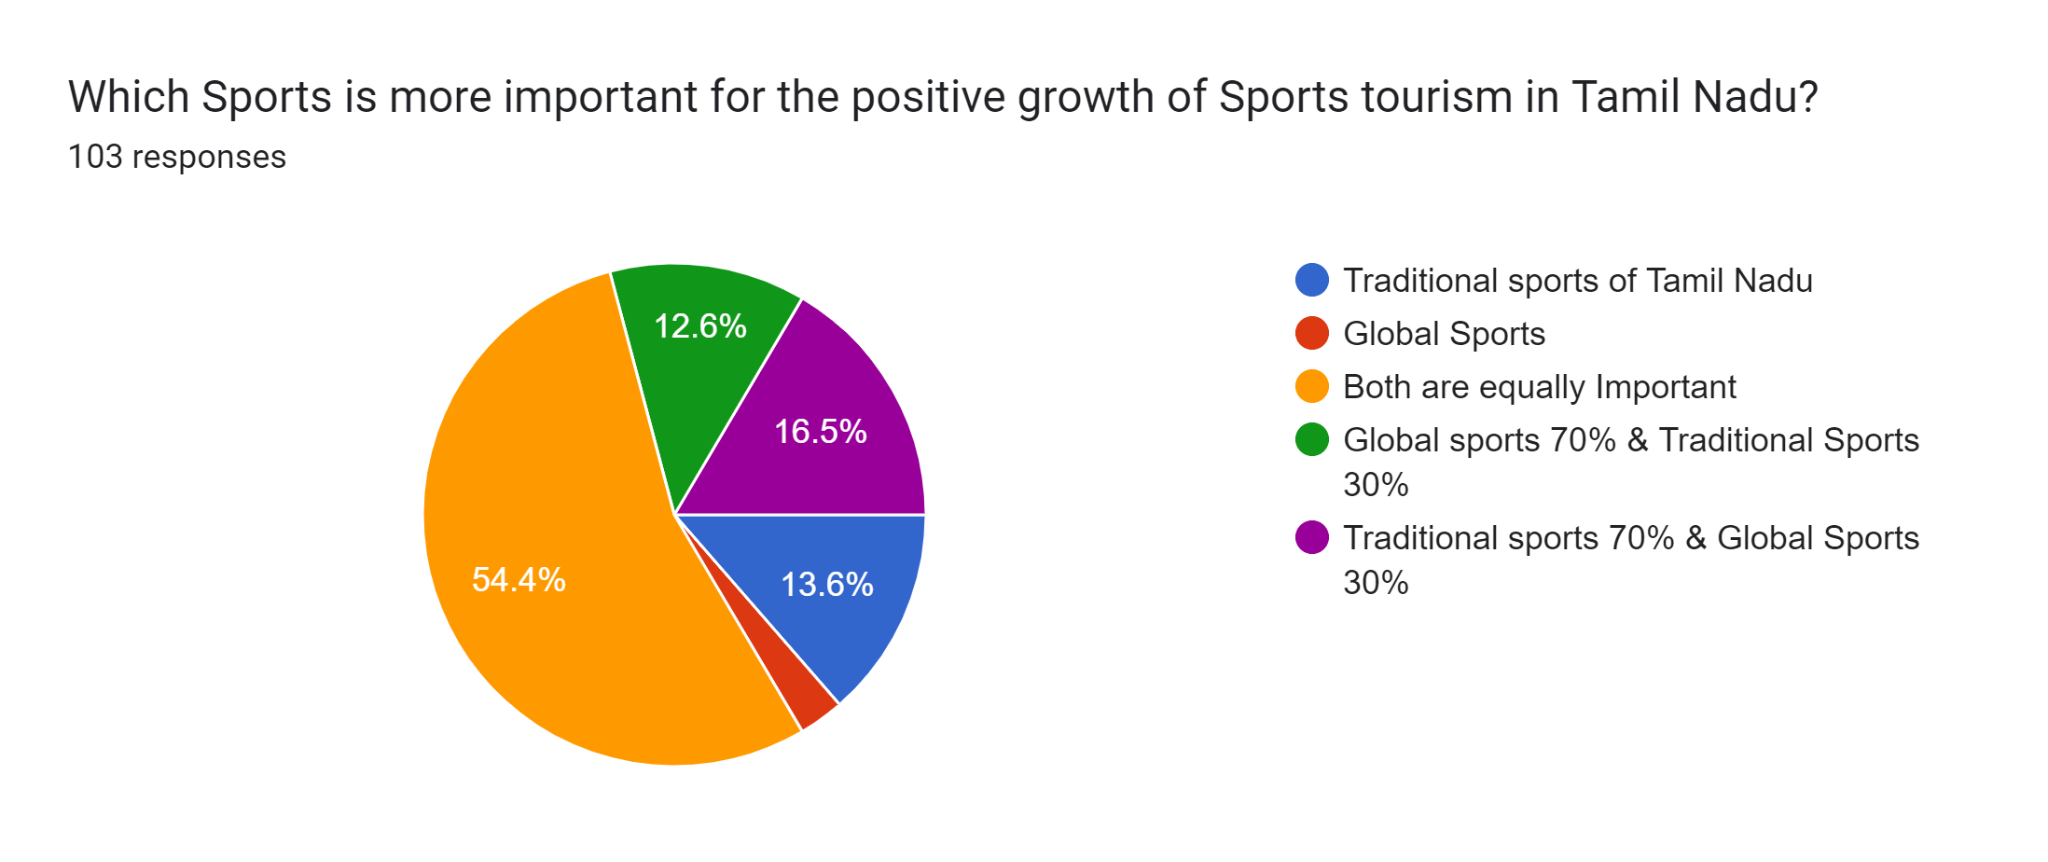 Which Sports is more important for the positive growth of Sports tourism in Tamil Nadu?
103 responses
12.6%
16.5%
54.4%
13.6%
Traditional sports of Tamil Nadu
Global Sports
Both are equally Important
Global sports 70% & Traditional Sports
30%
Traditional sports 70% & Global Sports
30%